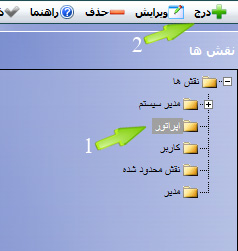 درج ویرایش حذف راهنما
2
نقش ها
نقش ها
مدیر سیستم
اپراتور
1
کاربر
نقش محدود شده
مدیر